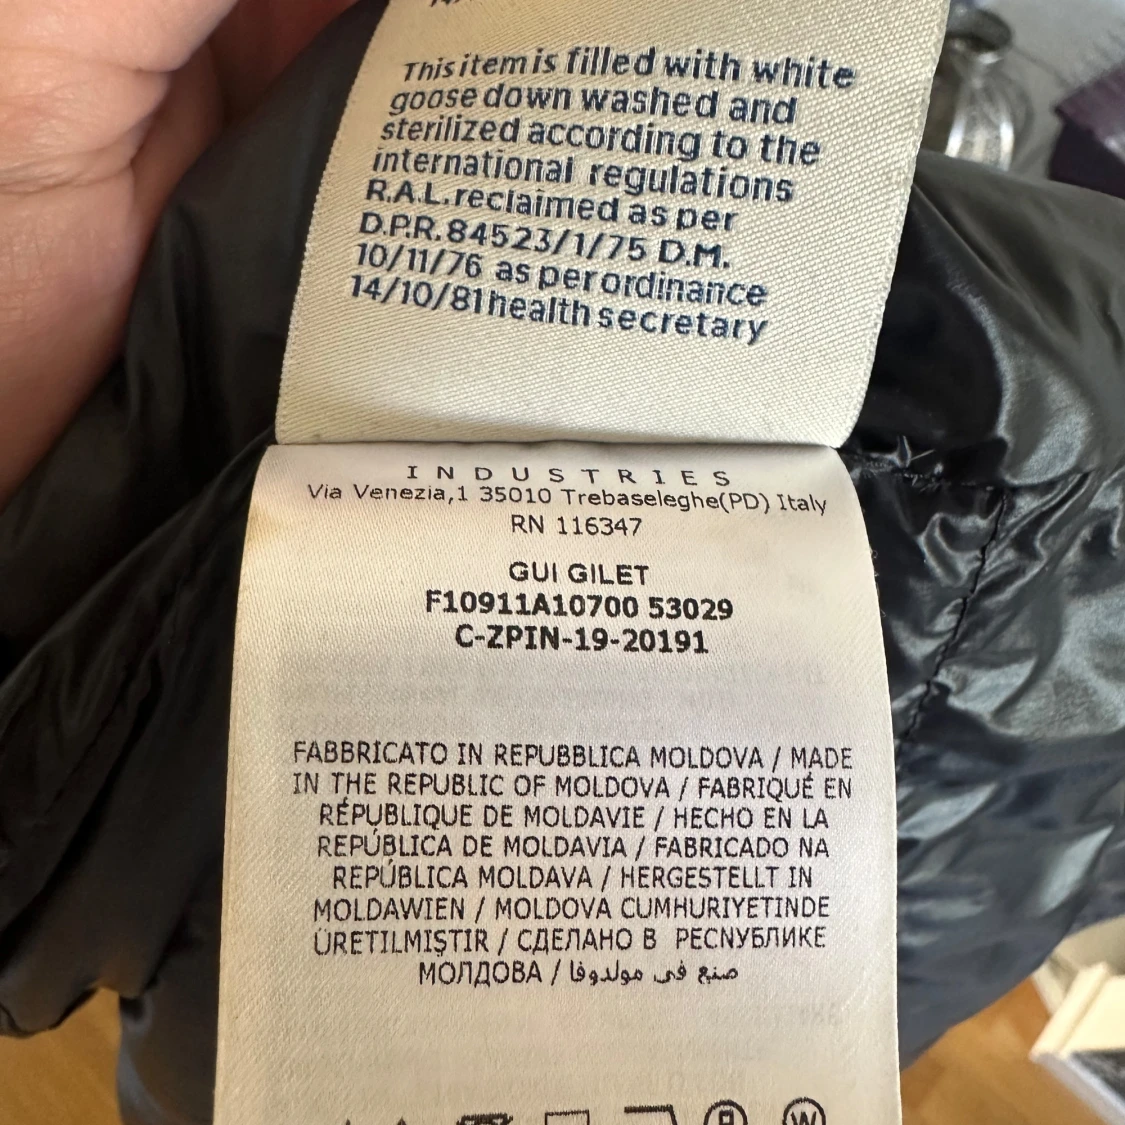 This item is filled with white
goose down washed and
sterilized according to the
international regulations
R.A.L. reclaimed as per
D.P.R. 84523/1/75 D.M.
10/11/76 as per ordinance
14/10/81 health secretary
INDUSTRIES
Via Venezia,1 35010 Trebaseleghe(PD) Italy
RN 116347
GUI GILET
F10911A10700 53029
C-ZPIN-19-20191
FABBRICATO IN REPUBBLICA MOLDOVA / MADE
IN THE REPUBLIC OF MOLDOVA / FABRIQUÉ EN
RÉPUBLIQUE DE MOLDAVIE / HECHO EN LA
REPÚBLICA DE MOLDAVIA / FABRICADO NA
REPÚBLICA MOLDAVA / HERGESTELLT IN
MOLDAWIEN / MOLDOVA CUMHURIYETINDE
ÜRETILMIŞTIR / СДЕЛАНО В РЕСПУБЛИКЕ
МОЛДОВА / صنع في مولدوفا
P
W